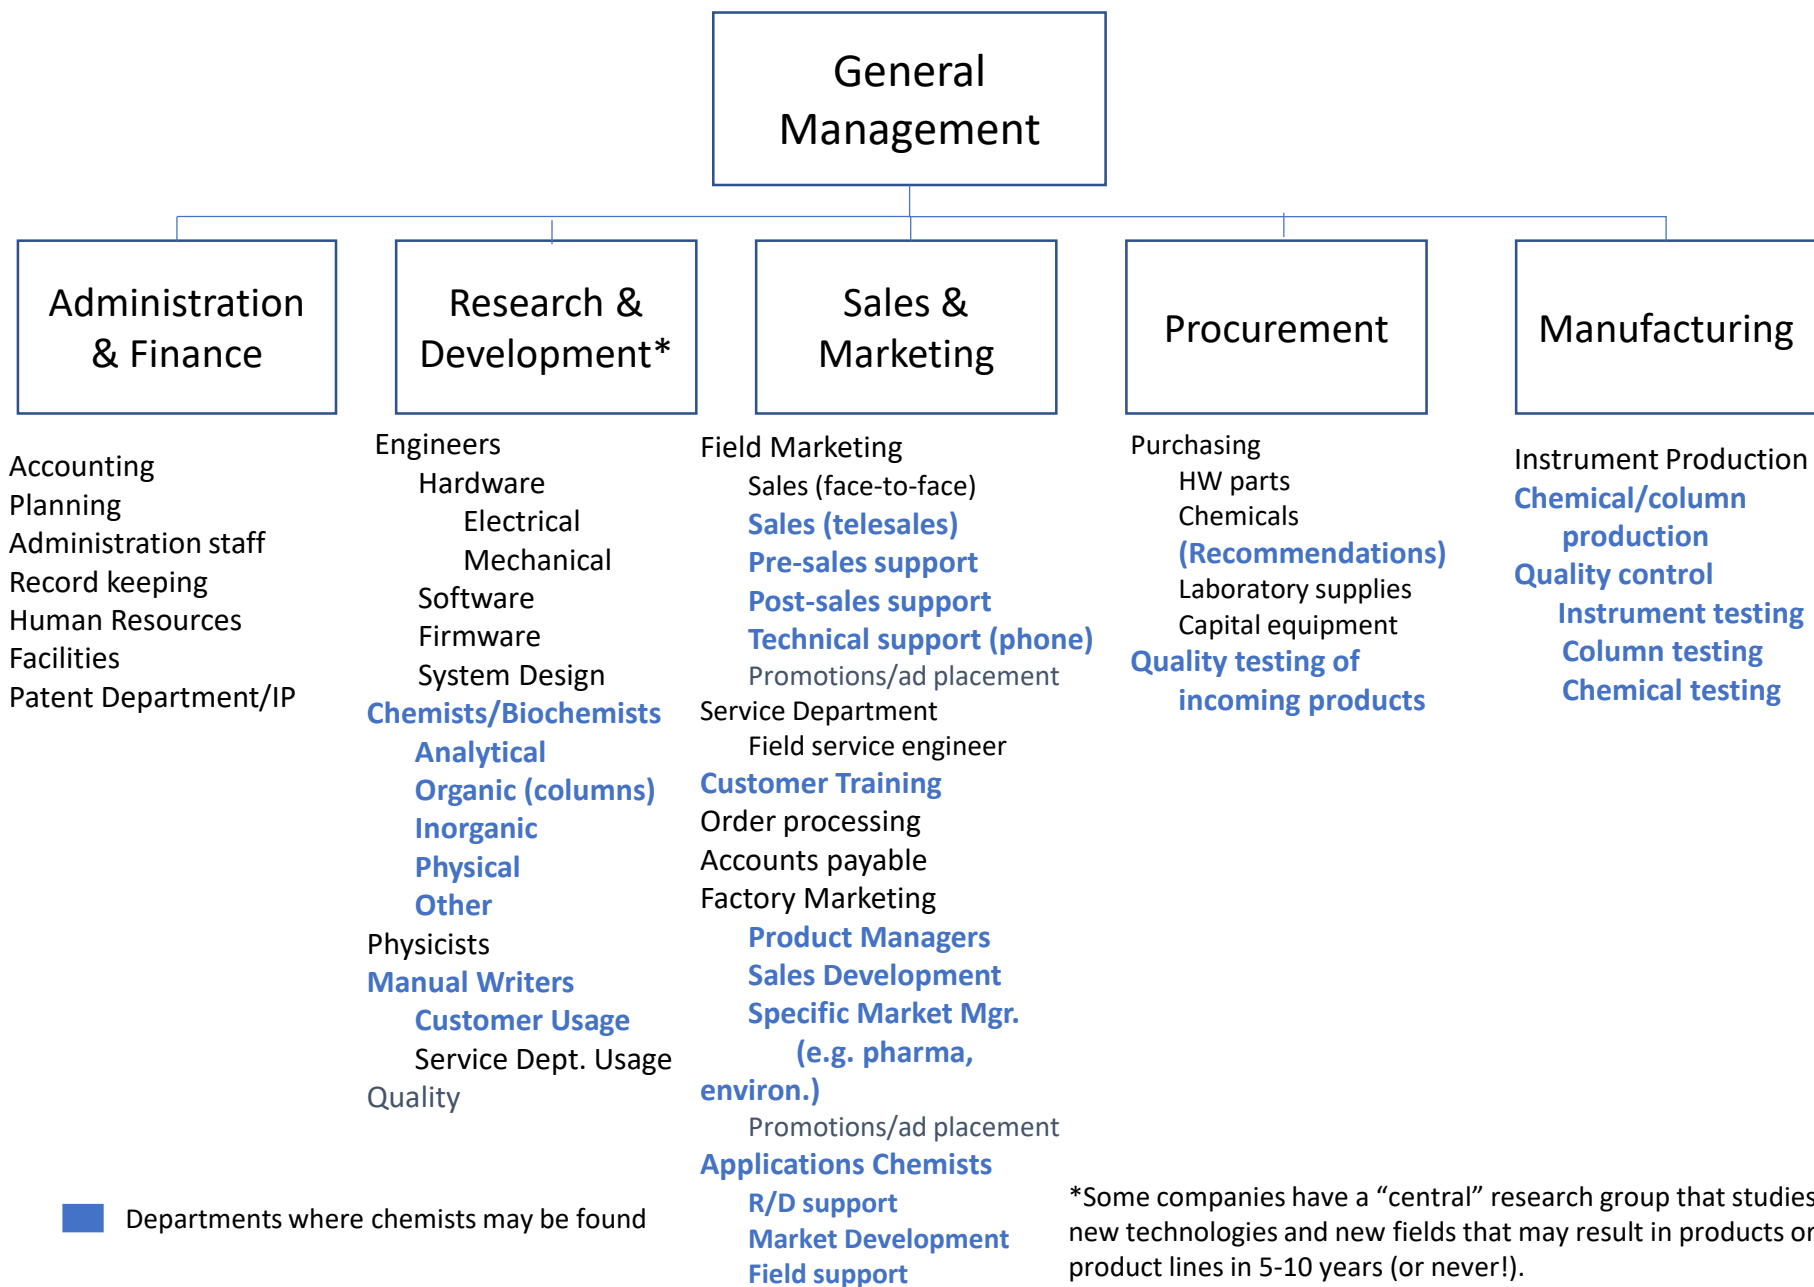 General
Management
Administration
& Finance
Research &
Development*
Sales &
Marketing
Procurement
Manufacturing
Accounting
Planning
Administration staff
Record keeping
Human Resources
Facilities
Patent Department/IP
Engineers
Hardware
Electrical
Mechanical
Software
Firmware
System Design
Chemists/Biochemists
Analytical
Organic (columns)
Inorganic
Physical
Other
Physicists
Manual Writers
Customer Usage
Service Dept. Usage
Quality
Field Marketing
Sales (face-to-face)
Sales (telesales)
Pre-sales support
Post-sales support
Technical support (phone)
Promotions/ad placement
Service Department
Field service engineer
Customer Training
Order processing
Accounts payable
Factory Marketing
Product Managers
Sales Development
Specific Market Mgr.
(e.g. pharma,
environ.)
Promotions/ad placement
Applications Chemists
R/D support
Market Development
Field support
Purchasing
HW parts
Chemicals
(Recommendations)
Laboratory supplies
Capital equipment
Quality testing of
incoming products
Instrument Production
Chemical/column
production
Quality control
Instrument testing
Column testing
Chemical testing
Departments where chemists may be found
*Some companies have a “central” research group that studies
new technologies and new fields that may result in products or
product lines in 5-10 years (or never!).